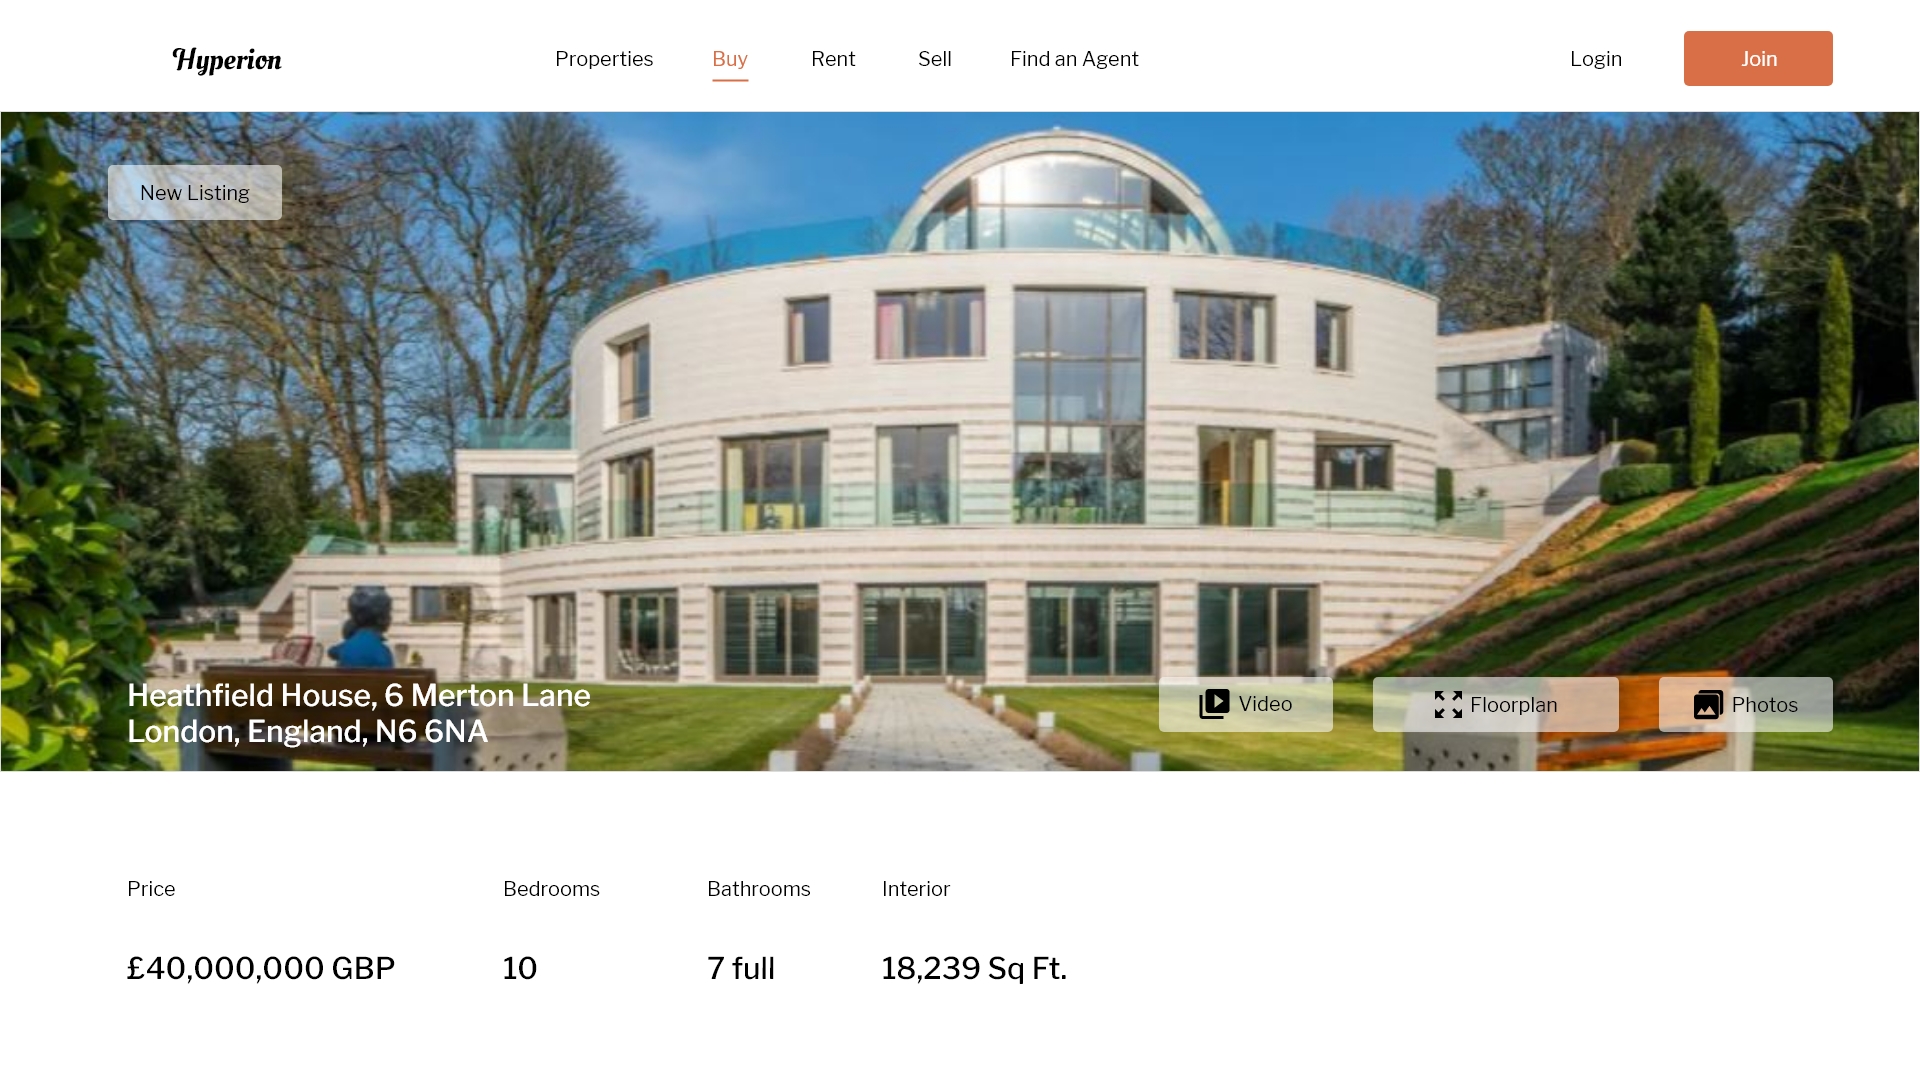 Hyperion
Properties
Buy
Rent
Sell
Find an Agent
Login
Join
New Listing
Heathfield House, 6 Merton Lane
London, England, N6 6NA
Video
Floorplan
Photos
Price
Bedrooms
Bathrooms
Interior
£40,000,000 GBP
10
7 full
18,239 Sq Ft.